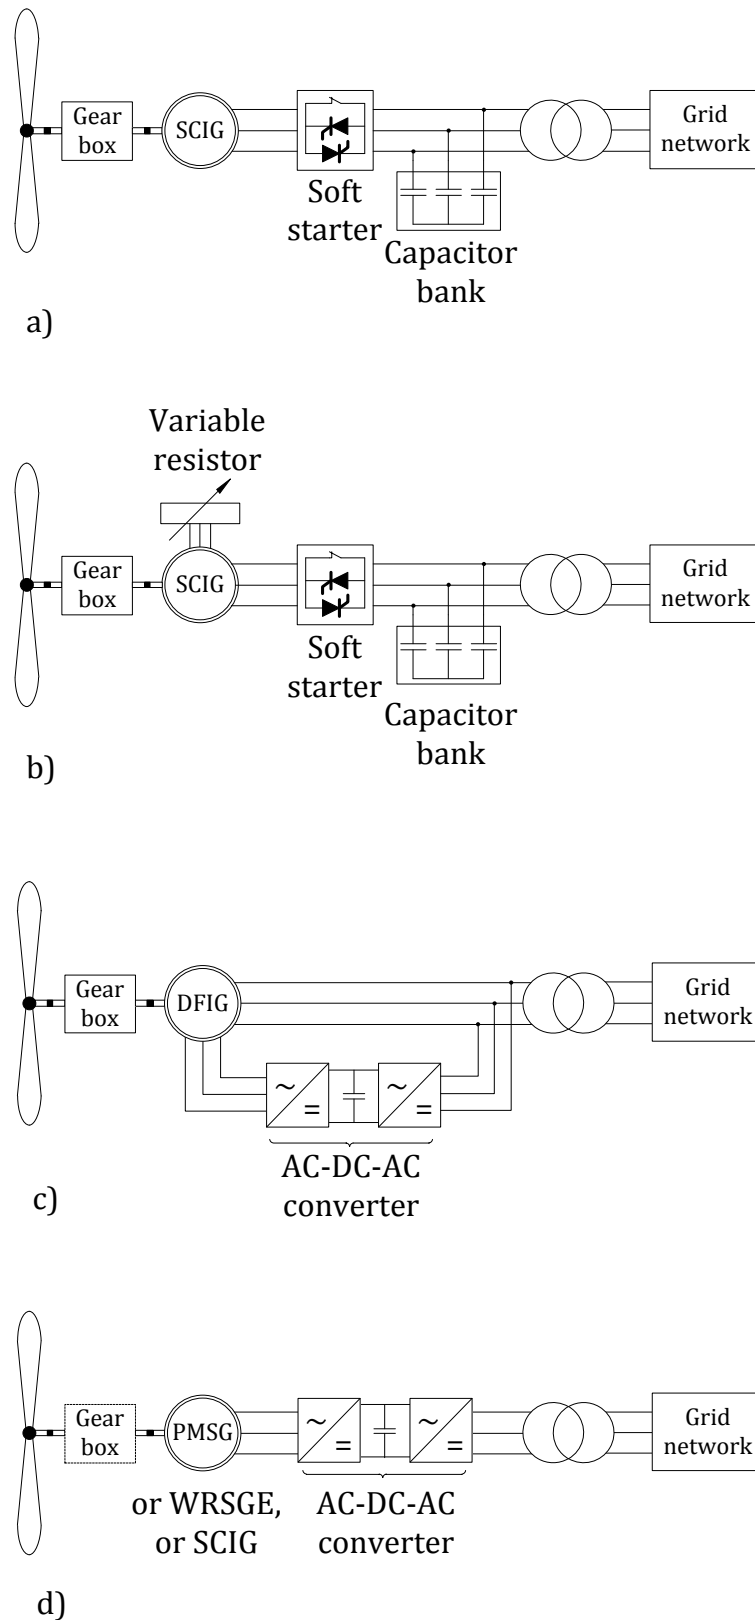 Gear
box
SCIG
Grid
network
Soft
starter
Capacitor
bank
a)
Variable
resistor
Gear
box
SCIG
Grid
network
Soft
starter
Capacitor
bank
b)
Gear
box
DFIG
Grid
network
~
=
~
=
AC-DC-AC
converter
c)
Gear
box
PMSG
~
=
~
=
Grid
network
or WRSGE,
or SCIG
AC-DC-AC
converter
d)